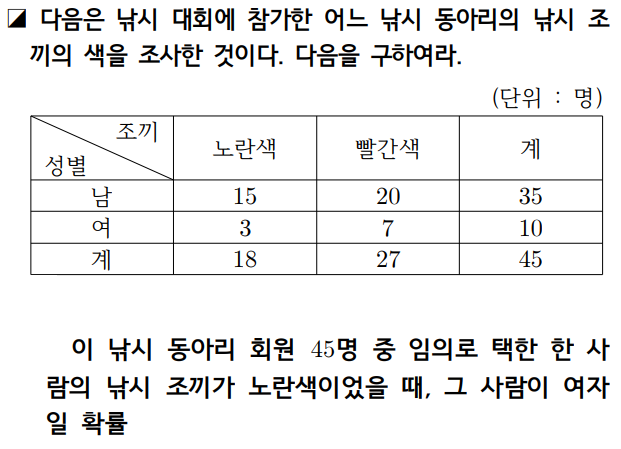 ◪ 다음은 낚시 대회에 참가한 어느 낚시 동아리의 낚시 조
끼의 색을 조사한 것이다. 다음을 구하여라.
(단위 : 명)
조끼
성별
노란색 빨간색 계
남 15 20 35
여 3 7 10
계 18 27 45
이 낚시 동아리 회원 45명 중 임의로 택한 한 사
람의 낚시 조끼가 노란색이었을 때, 그 사람이 여자
일 확률